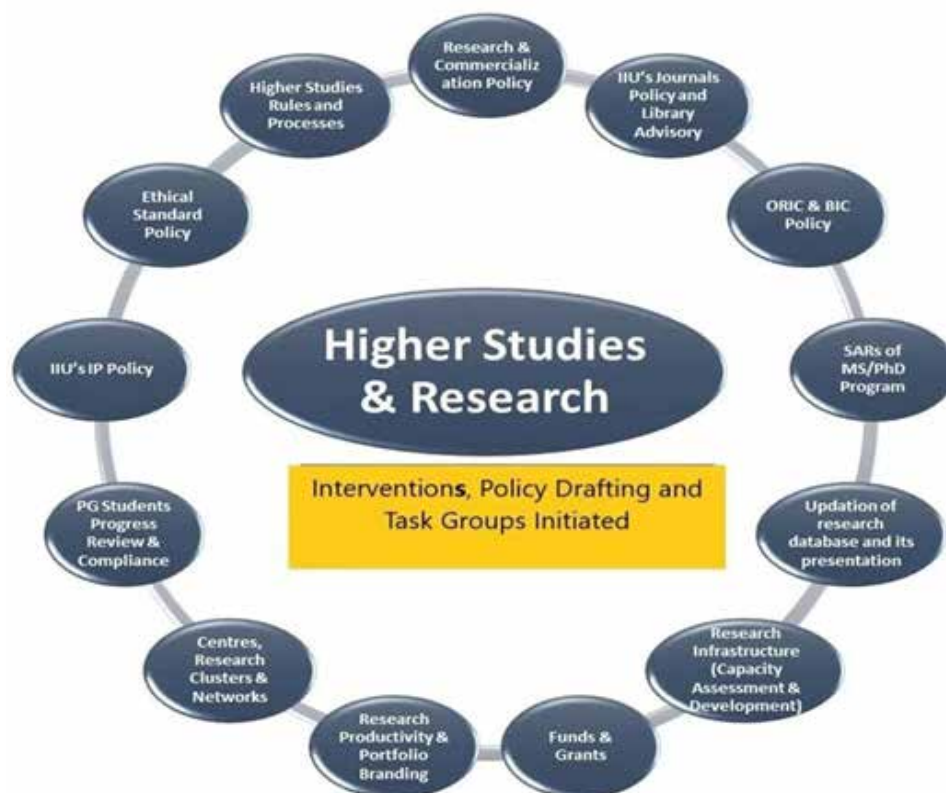 Research &
Commercializ
ation Policy
IIU's Journals
Policy and
Library
Advisory
ORIC & BIC
Policy
SARs of
MS/PhD
Program
Updation of
research
database and its
presentation
Research
Infrastructure
(Capacity
Assessment &
Development)
Funds &
Grants
Research
Productivity &
Portfolio
Branding
Centres,
Research
Clusters &
Networks
PG Students
Progress
Review &
Compliance
IIU's IP Policy
Ethical
Standard
Policy
Higher Studies
Rules and
Processes
Higher Studies
& Research
Interventions, Policy Drafting and
Task Groups Initiated